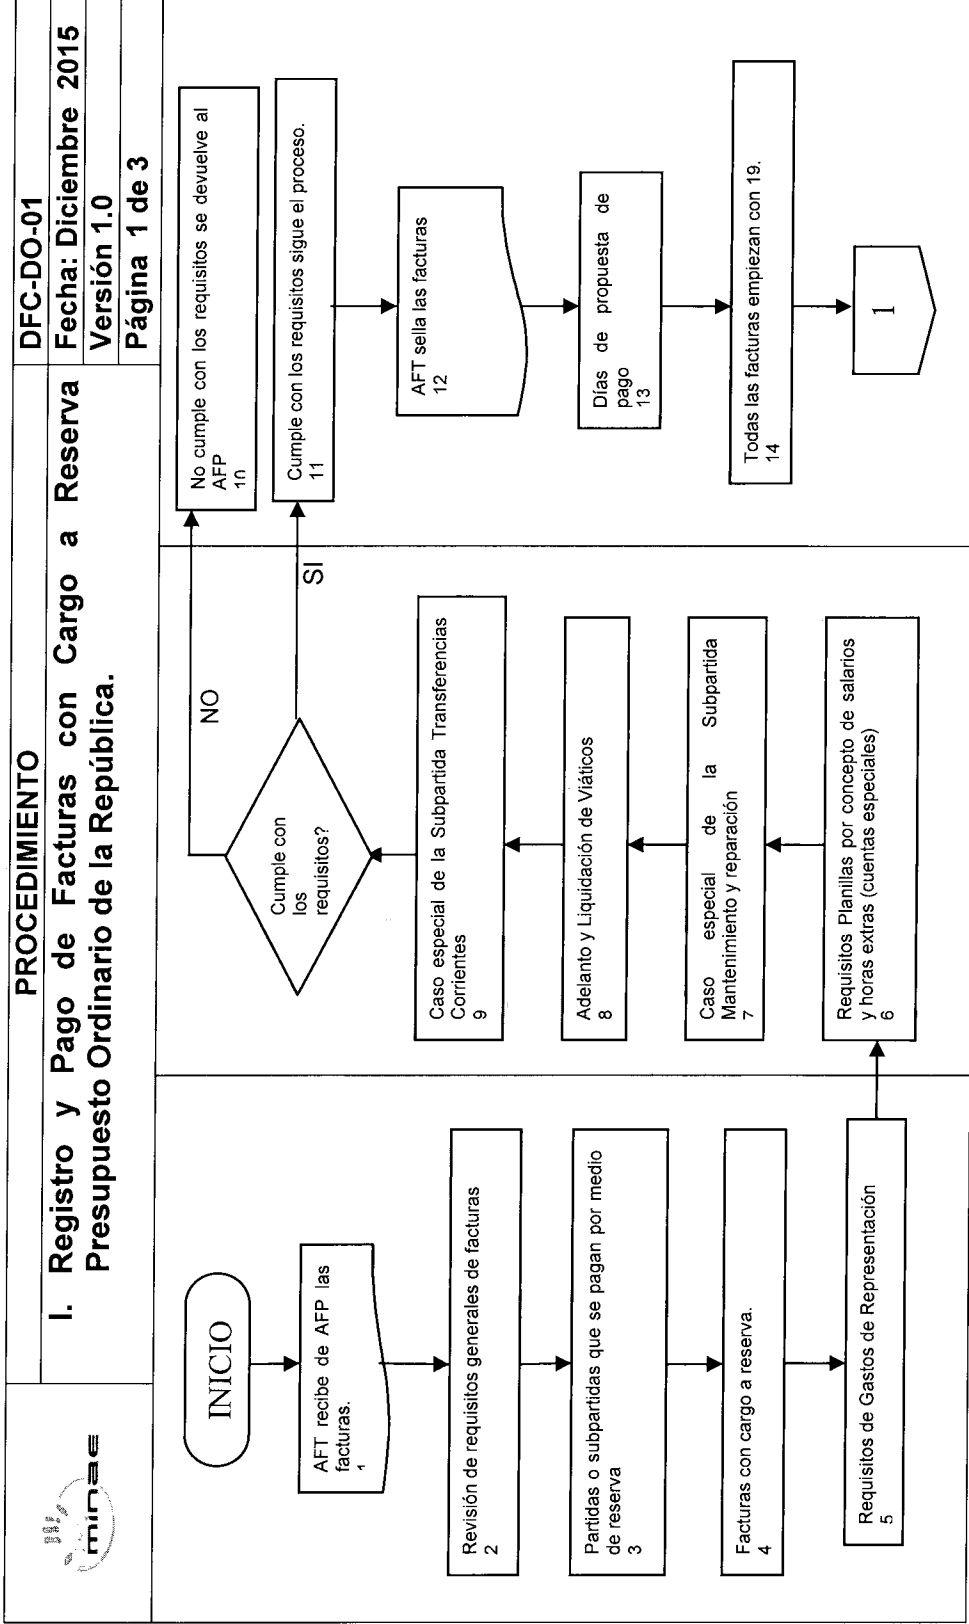 minae
PROCEDIMIENTO
I. Registro y Pago de Facturas con Cargo a Reserva
Presupuesto Ordinario de la República.
DFC-DO-01
Fecha: Diciembre 2015
Versión 1.0
Página 1 de 3
INICIO
AFT recibe de AFP las
facturas.
1
Revisión de requisitos generales de facturas
2
Partidas o subpartidas que se pagan por medio
de reserva
3
Facturas con cargo a reserva.
4
Requisitos de Gastos de Representación
5
Requisitos Planillas por concepto de salarios
y horas extras (cuentas especiales)
6
Caso especial de la Subpartida
Mantenimiento y reparación
7
Adelanto y Liquidación de Viáticos
8
Caso especial de la Subpartida Transferencias
Corrientes
9
Cumple con
los
requisitos?
NO
SI
No cumple con los requisitos se devuelve al
AFP
10
Cumple con los requisitos sigue el proceso.
11
AFT sella las facturas
12
Días de propuesta de
pago
13
Todas las facturas empiezan con 19.
14
1